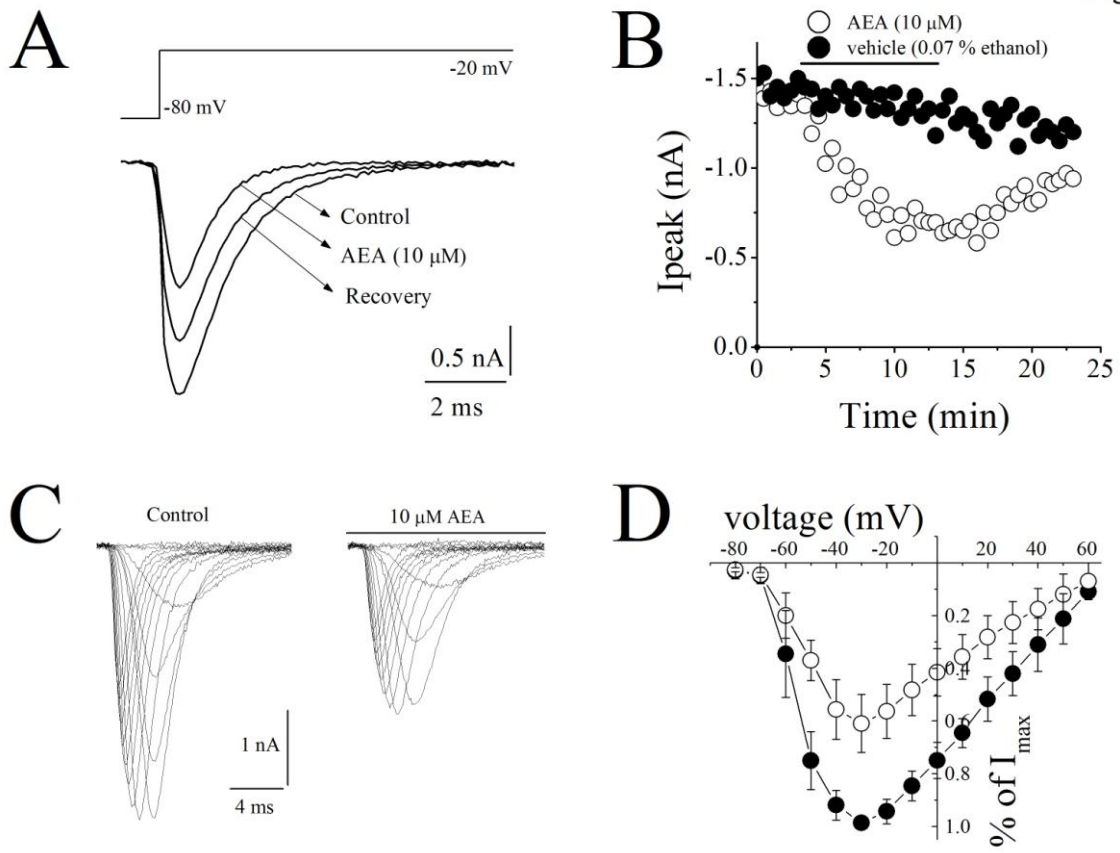 A
-20 mV
-80 mV
Control
AEA (10 μM)
Recovery
0.5 nA
2 ms
B
AEA (10 μM)
vehicle (0.07 % ethanol)
-1.5
-1.0
-0.5
0.0
Ipeak (nA)
0 5 10 15 20 25
Time (min)
C
Control
10 μM AEA
1 nA
4 ms
D
voltage (mV)
-80 -60 -40 -20 20 40 60
0.2
0.4
0.6
0.8
1.0
% of Imax